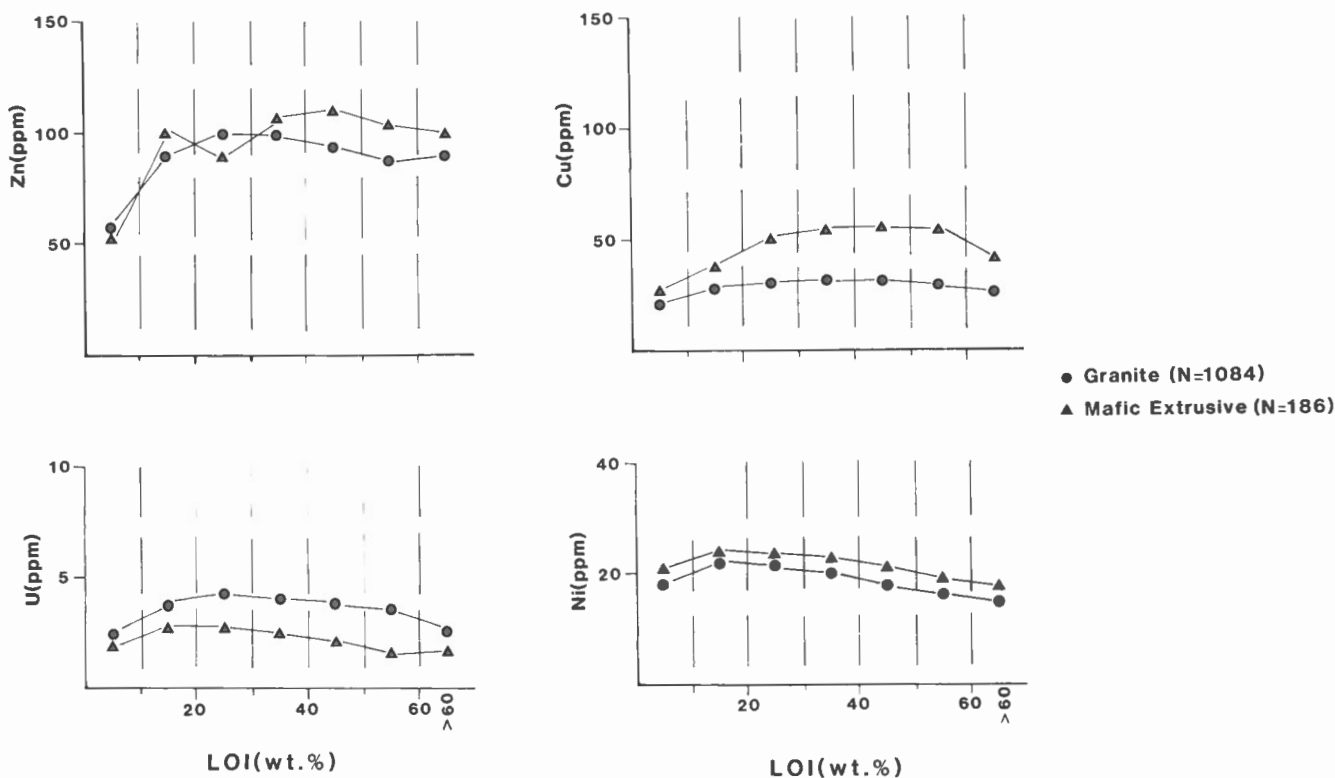 150
100
50
Zn(ppm)
150
100
50
Cu(ppm)
● Granite (N=1084)
▲ Mafic Extrusive (N=186)
10
5
U(ppm)
20
40
> 60
LOI(wt.%)
40
20
Ni(ppm)
20
40
60
> 60
LOI(wt.%)